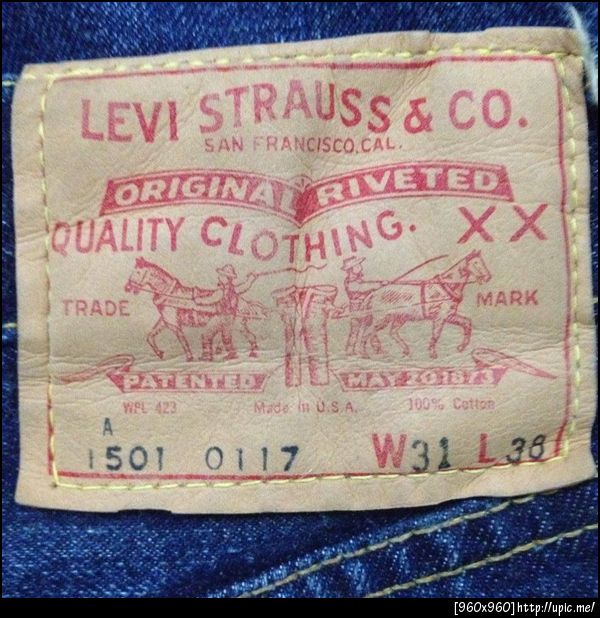 LEVI STRAUSS & CO.
SAN FRANCISCO, CAL.
ORIGINAL RIVETED
QUALITY CLOTHING. XX
TRADE MARK
PATENTED MAY 20 1873
WPL 423 Made in U.S.A. 100% Cotton
A
1501 0117 W31 L38
[960x960]http://upic.me/